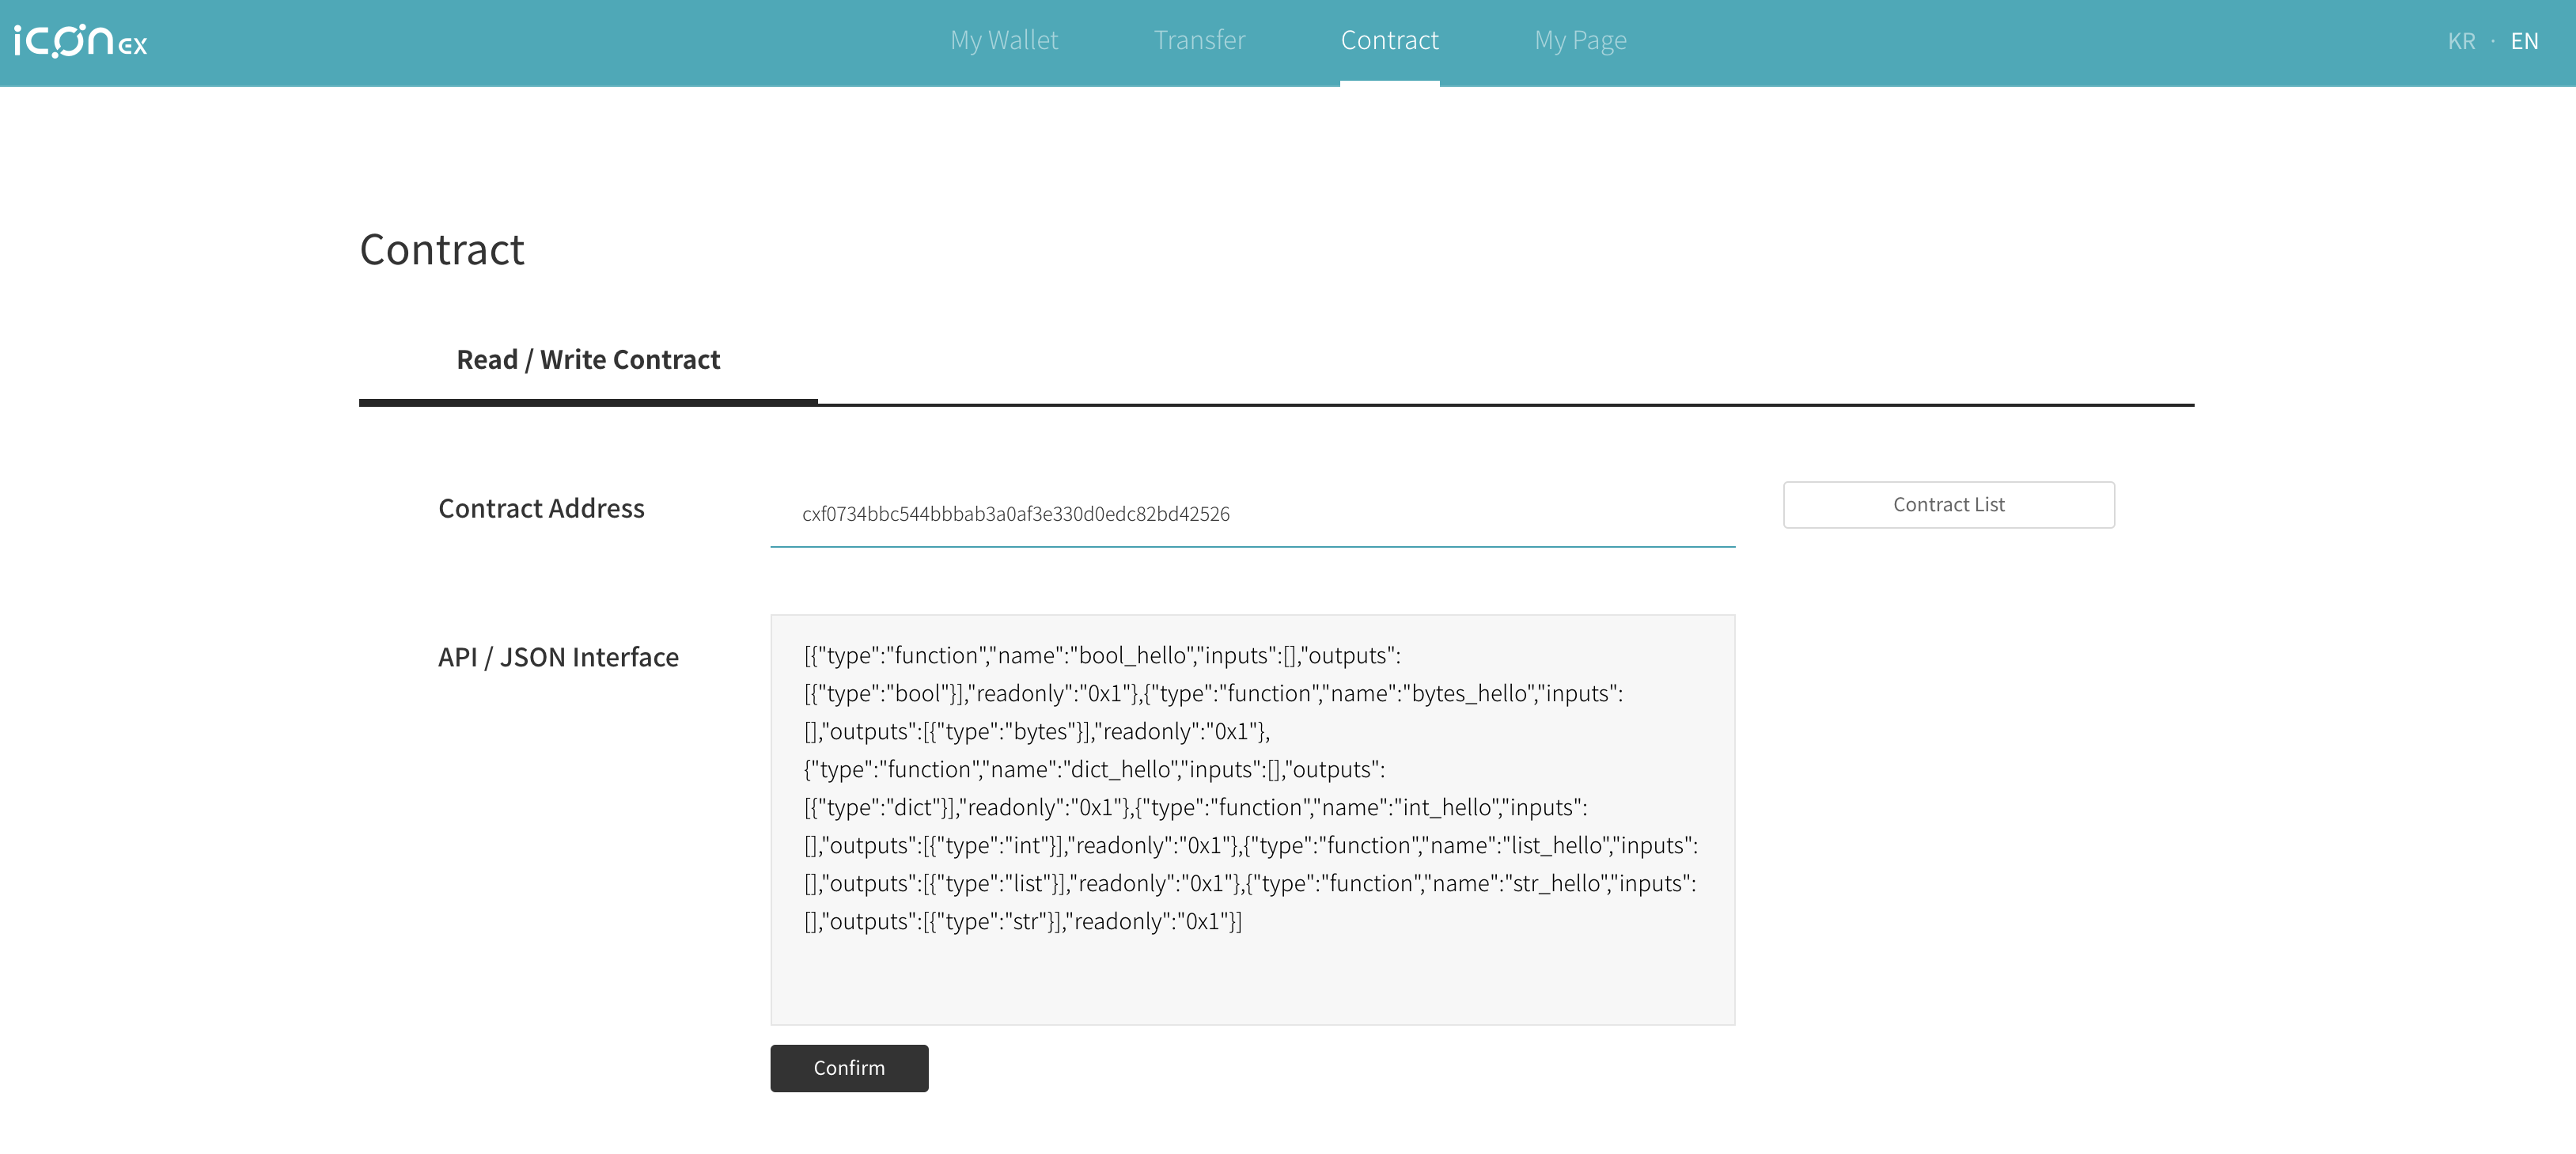 icon ex
My Wallet Transfer Contract My Page KR · EN
Contract
Read / Write Contract
Contract Address cxf0734bbc544bbbab3a0af3e330d0edc82bd42526 Contract List
API / JSON Interface
[{"type":"function","name":"bool_hello","inputs":[],"outputs":
[{"type":"bool"}],"readonly":"0x1"},{"type":"function","name":"bytes_hello","inputs":
[],"outputs":[{"type":"bytes"}],"readonly":"0x1"},
{"type":"function","name":"dict_hello","inputs":[],"outputs":
[{"type":"dict"}],"readonly":"0x1"},{"type":"function","name":"int_hello","inputs":
[],"outputs":[{"type":"int"}],"readonly":"0x1"},{"type":"function","name":"list_hello","inputs":
[],"outputs":[{"type":"list"}],"readonly":"0x1"},{"type":"function","name":"str_hello","inputs":
[],"outputs":[{"type":"str"}],"readonly":"0x1"}]
Confirm